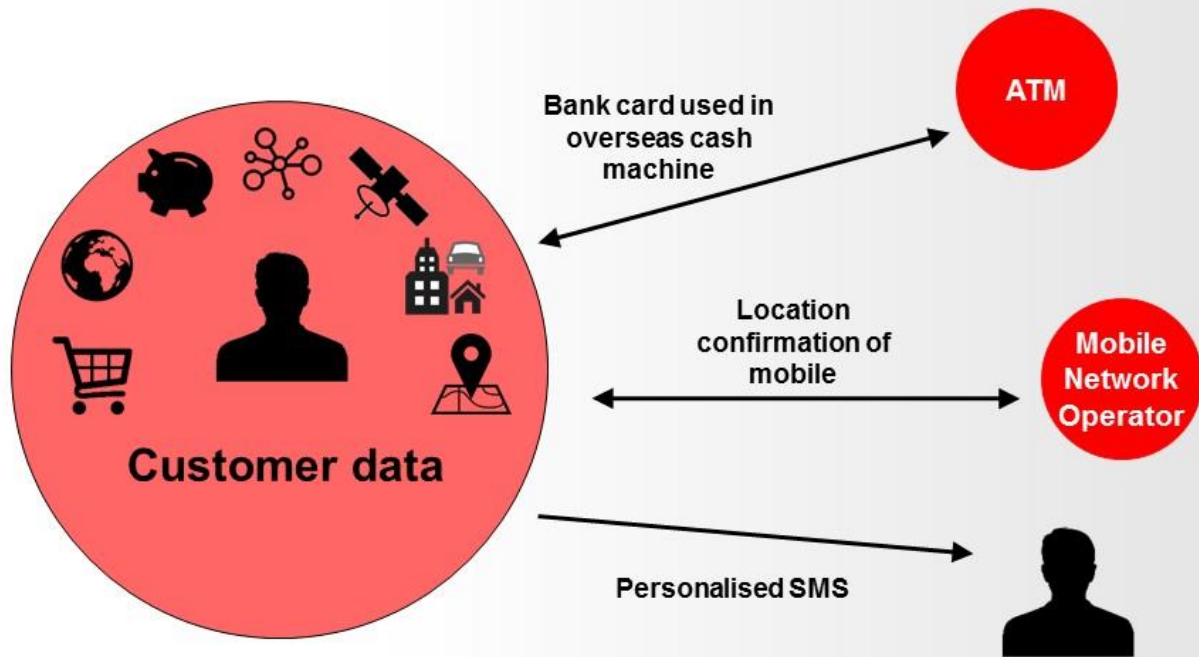 Bank card used in
overseas cash
machine
ATM
Location
confirmation of
mobile
Mobile
Network
Operator
Customer data
Personalised SMS